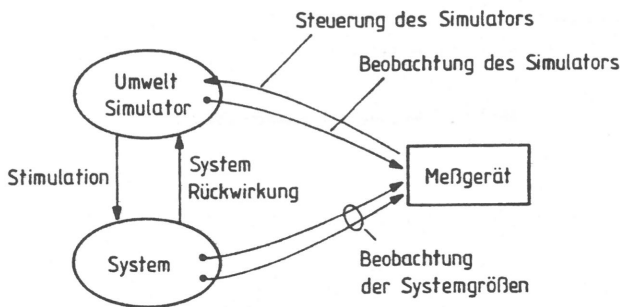 Steuerung des Simulators
Beobachtung des Simulators
Umwelt
Simulator
Stimulation
System
Rückwirkung
Meßgerät
System
Beobachtung
der Systemgrößen